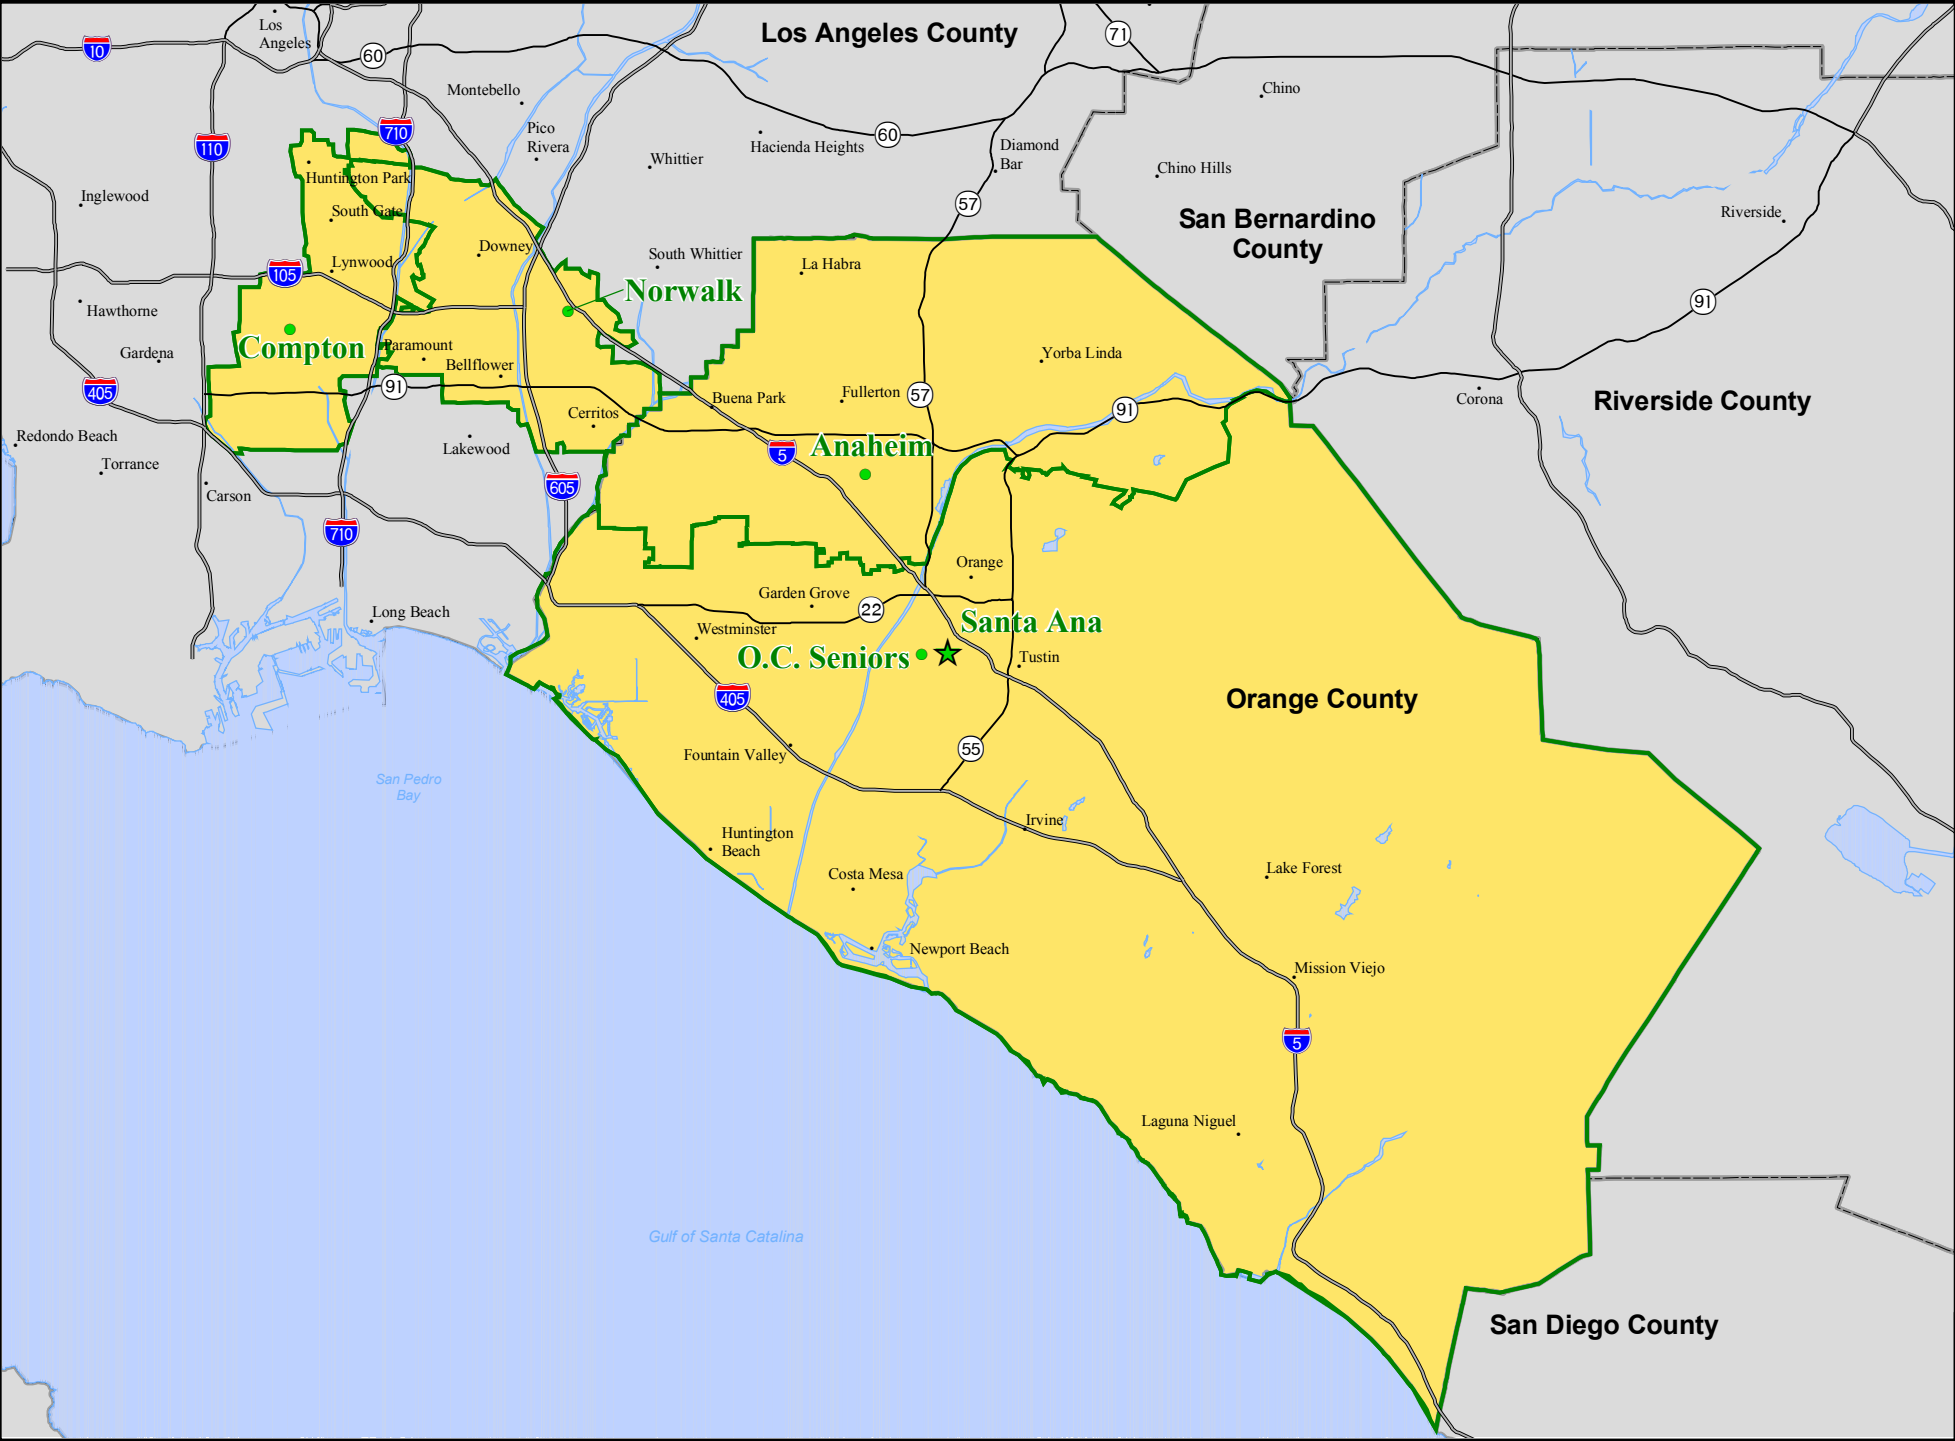 Los Angeles County
71
Los
Angeles
10
60
Montebello
Chino
710
Pico
Rivera
60
110
Hacienda Heights
Diamond
Bar
Whittier
Chino Hills
Huntington Park
Inglewood
57
South Gate
San Bernardino
County
Riverside
Downey
South Whittier
Lynwood
La Habra
105
Norwalk
91
Hawthorne
Compton
Paramount
Gardena
Yorba Linda
Bellflower
91
405
Buena Park
Fullerton
57
Corona
Riverside County
Cerritos
91
Redondo Beach
Lakewood
5
Anaheim
Torrance
Carson
605
710
Orange
Garden Grove
22
Long Beach
Westminster
Santa Ana
O.C. Seniors
Tustin
405
Orange County
Fountain Valley
55
San Pedro
Bay
Irvine
Huntington
Beach
Costa Mesa
Lake Forest
Newport Beach
Mission Viejo
5
Laguna Niguel
Gulf of Santa Catalina
San Diego County